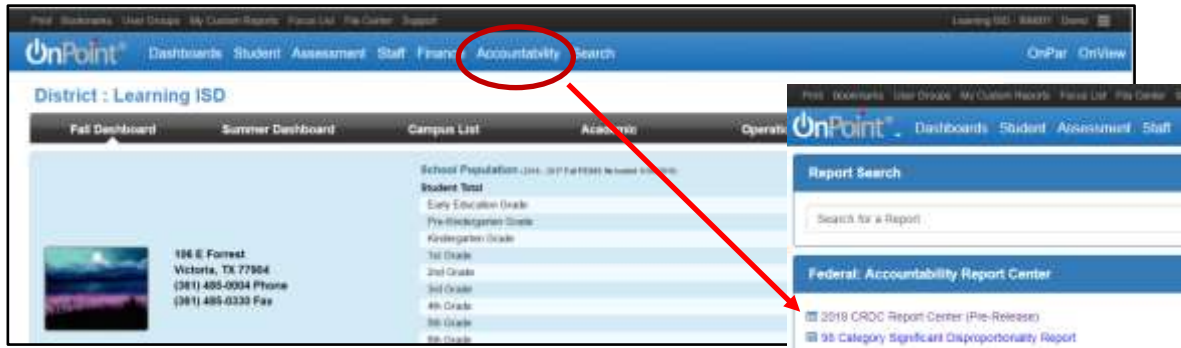 Print Bookmarks User Groups My Custom Reports Focus List File Center Support
Learning ISD - Demo
OnPoint® Dashboards Student Assessment Staff Finance Accountability Search OnPar OnView
District : Learning ISD
Fall Dashboard Summer Dashboard Campus List Academic
School Population
Student Total
Early Education Grade
Pre-Kindergarten Grade
Kindergarten Grade
1st Grade
2nd Grade
3rd Grade
4th Grade
5th Grade
6th Grade
106 E Forrest
Victoria, TX 77904
(361) 485-0004 Phone
(361) 485-0330 Fax
Print Bookmarks User Groups My Custom Reports Focus List File Center
OnPoint® Dashboards Student Assessment Staff
Report Search
Search for a Report
Federal: Accountability Report Center
2018 CRDC Report Center (Pre-Release)
98 Category Significant Disproportionality Report